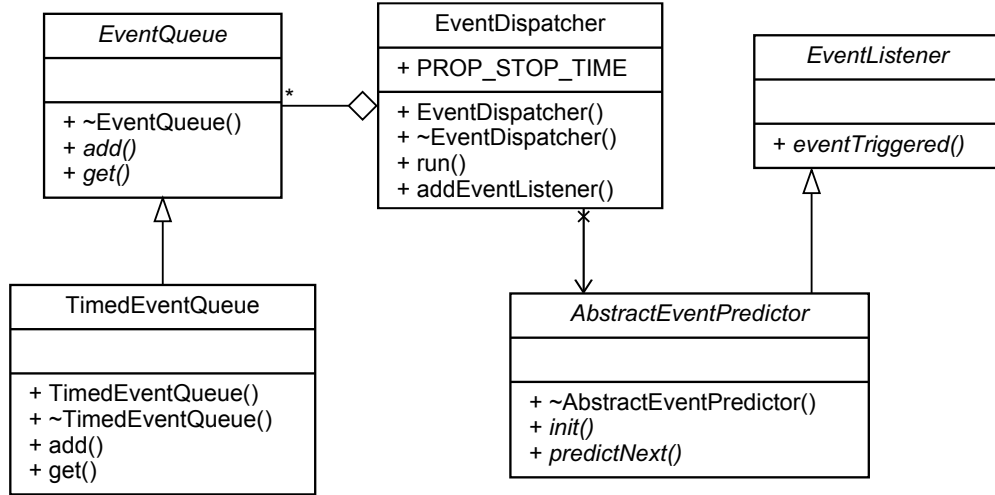 EventQueue
+ ~EventQueue()
+ add()
+ get()
*
EventDispatcher
+ PROP_STOP_TIME
+ EventDispatcher()
+ ~EventDispatcher()
+ run()
+ addEventListener()
EventListener
+ eventTriggered()
TimedEventQueue
+ TimedEventQueue()
+ ~TimedEventQueue()
+ add()
+ get()
AbstractEventPredictor
+ ~AbstractEventPredictor()
+ init()
+ predictNext()